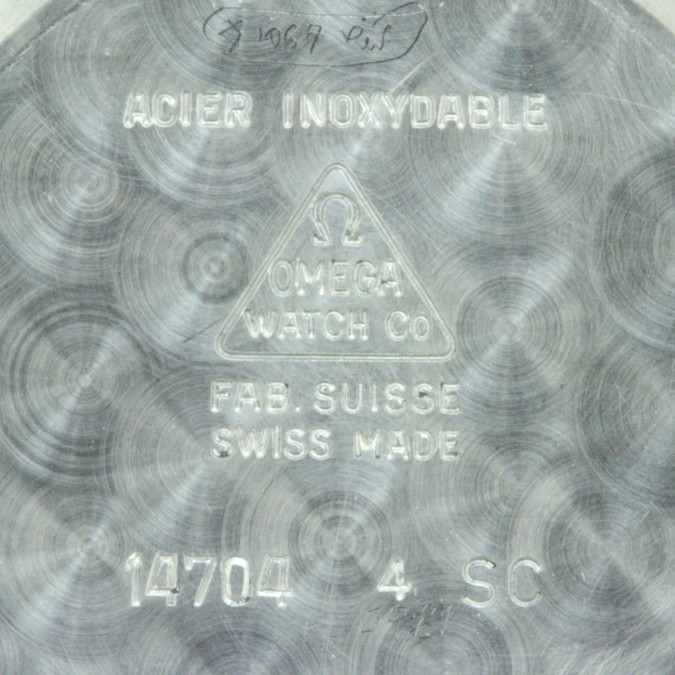 ACIER INOXYDABLE
Ω
OMEGA
WATCH Co
FAB. SUISSE
SWISS MADE
14704 4 SC